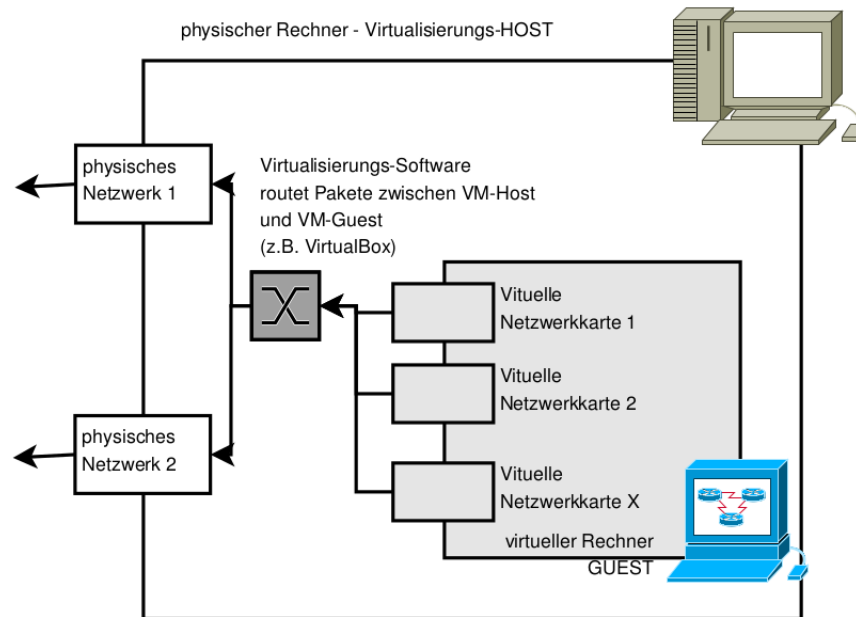 physischer Rechner - Virtualisierungs-HOST
physisches
Netzwerk 1
Virtualisierungs-Software
routet Pakete zwischen VM-Host
und VM-Guest
(z.B. VirtualBox)
Vituelle
Netzwerkkarte 1
Vituelle
Netzwerkkarte 2
physisches
Netzwerk 2
Vituelle
Netzwerkkarte X
virtueller Rechner
GUEST